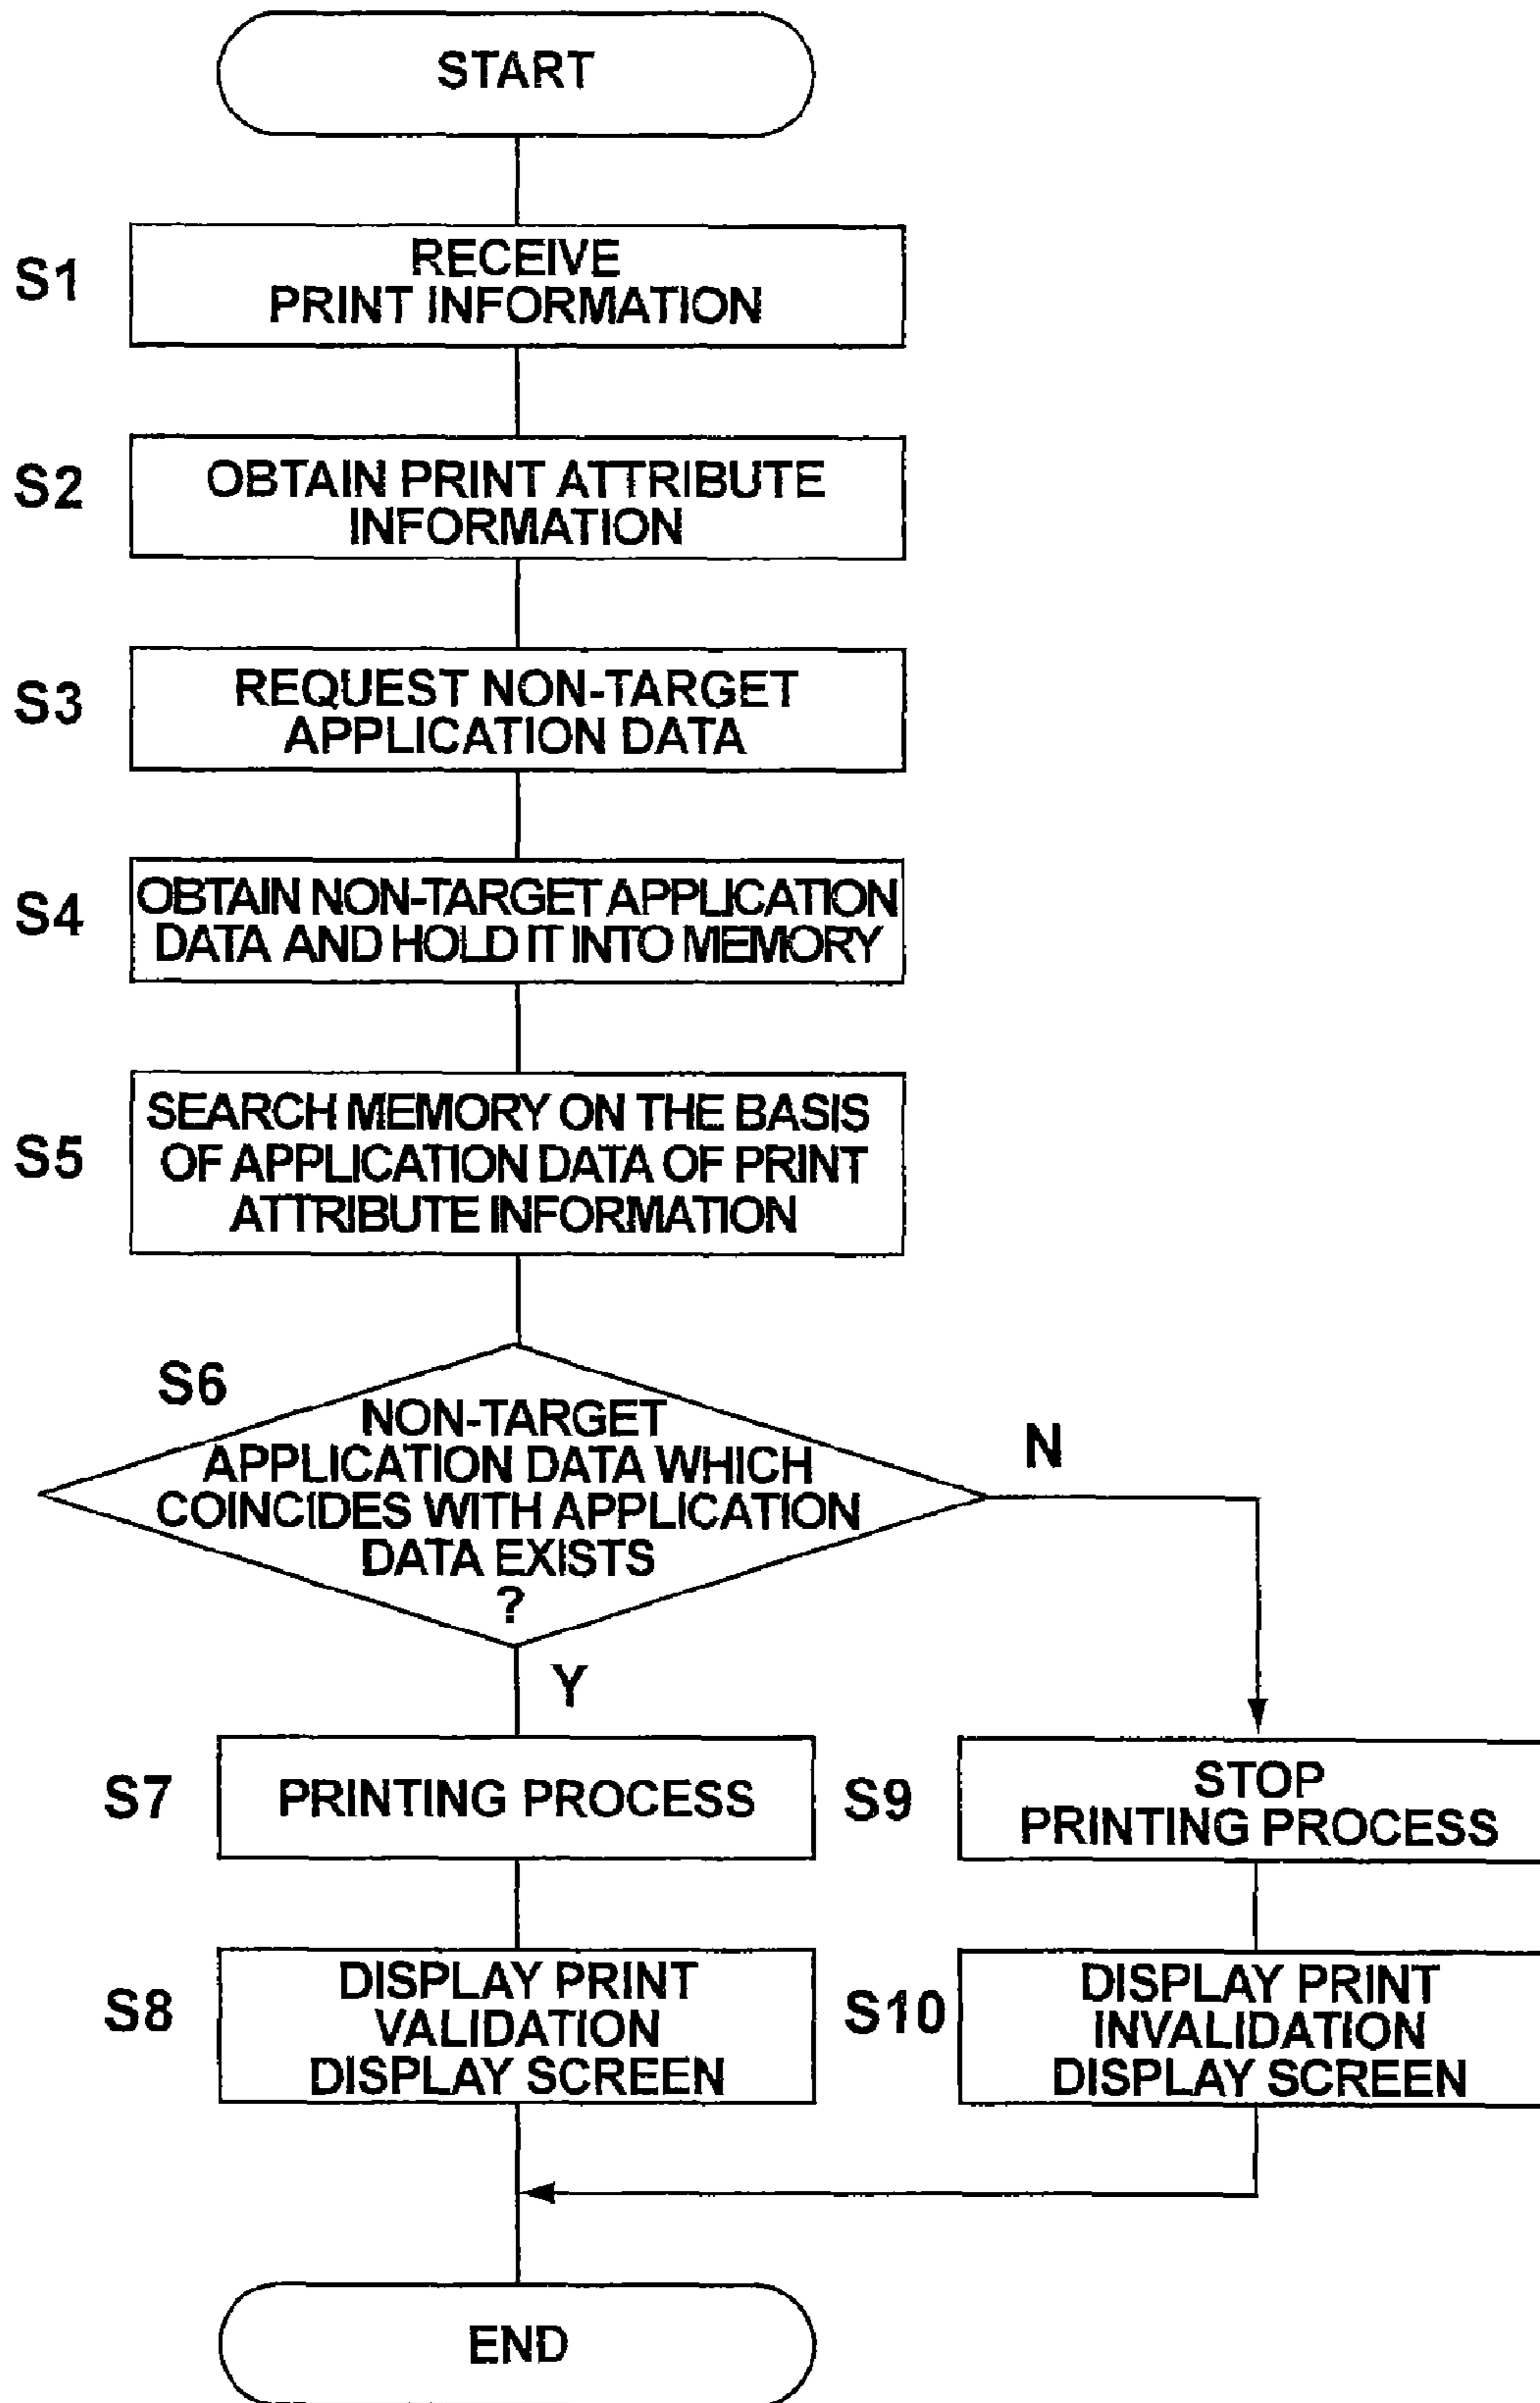 START
S1
RECEIVE
PRINT INFORMATION
S2
OBTAIN PRINT ATTRIBUTE
INFORMATION
S3
REQUEST NON-TARGET
APPLICATION DATA
S4
OBTAIN NON-TARGET APPLICATION
DATA AND HOLD IT INTO MEMORY
S5
SEARCH MEMORY ON THE BASIS
OF APPLICATION DATA OF PRINT
ATTRIBUTE INFORMATION
S6
NON-TARGET
APPLICATION DATA WHICH
COINCIDES WITH APPLICATION
DATA EXISTS
?
N
Y
S7
PRINTING PROCESS
S9
STOP
PRINTING PROCESS
S8
DISPLAY PRINT
VALIDATION
DISPLAY SCREEN
S10
DISPLAY PRINT
INVALIDATION
DISPLAY SCREEN
END